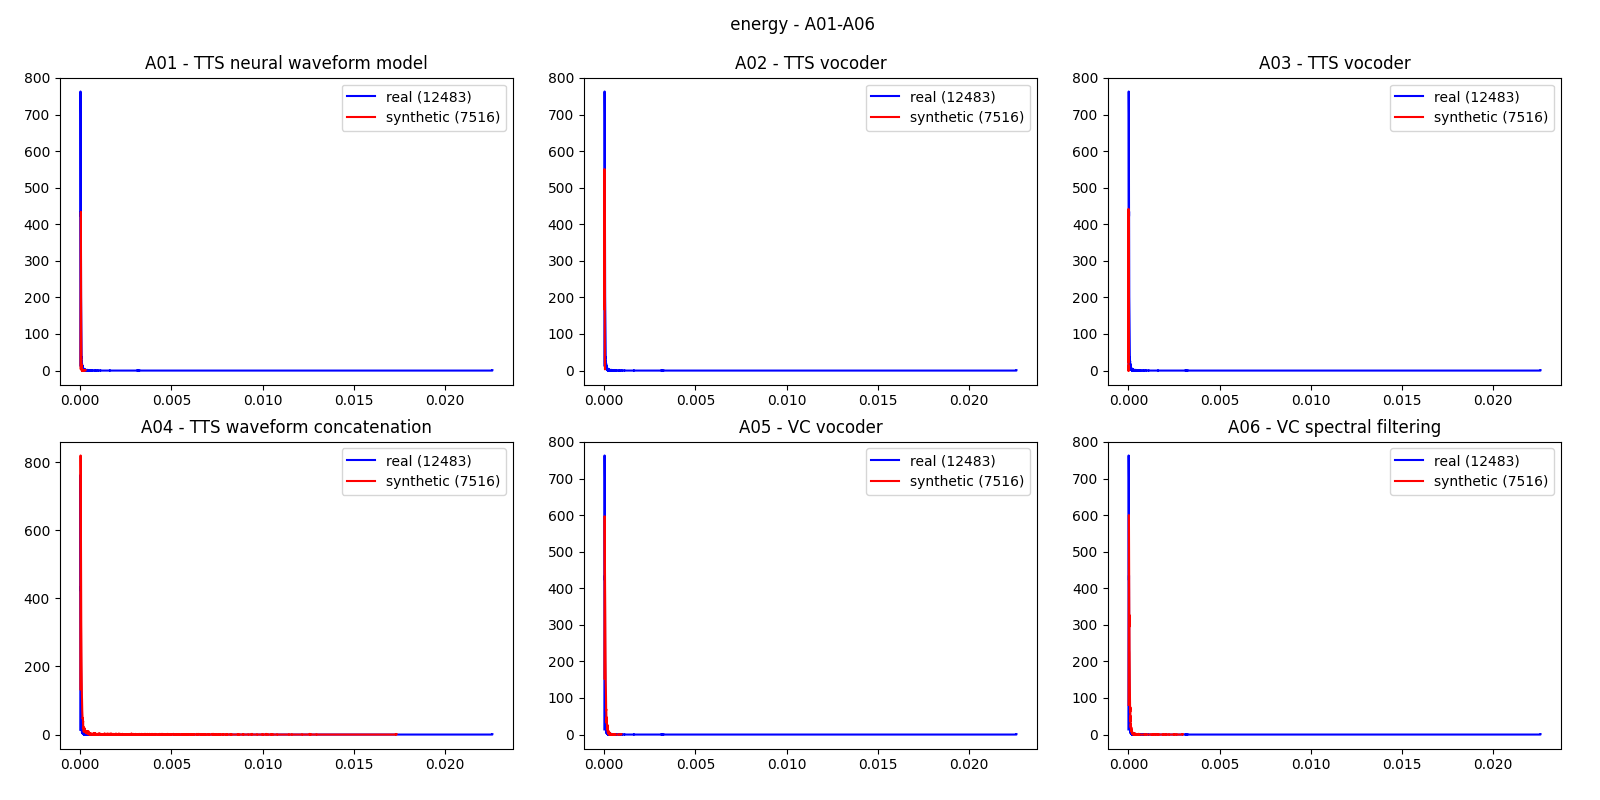 energy - A01-A06
A01 - TTS neural waveform model
800
700
600
500
400
300
200
100
0
real (12483)
synthetic (7516)
0.000 0.005 0.010 0.015 0.020
A02 - TTS vocoder
800
700
600
500
400
300
200
100
0
real (12483)
synthetic (7516)
0.000 0.005 0.010 0.015 0.020
A03 - TTS vocoder
800
700
600
500
400
300
200
100
0
real (12483)
synthetic (7516)
0.000 0.005 0.010 0.015 0.020
A04 - TTS waveform concatenation
800
600
400
200
0
real (12483)
synthetic (7516)
0.000 0.005 0.010 0.015 0.020
A05 - VC vocoder
800
700
600
500
400
300
200
100
0
real (12483)
synthetic (7516)
0.000 0.005 0.010 0.015 0.020
A06 - VC spectral filtering
800
700
600
500
400
300
200
100
0
real (12483)
synthetic (7516)
0.000 0.005 0.010 0.015 0.020